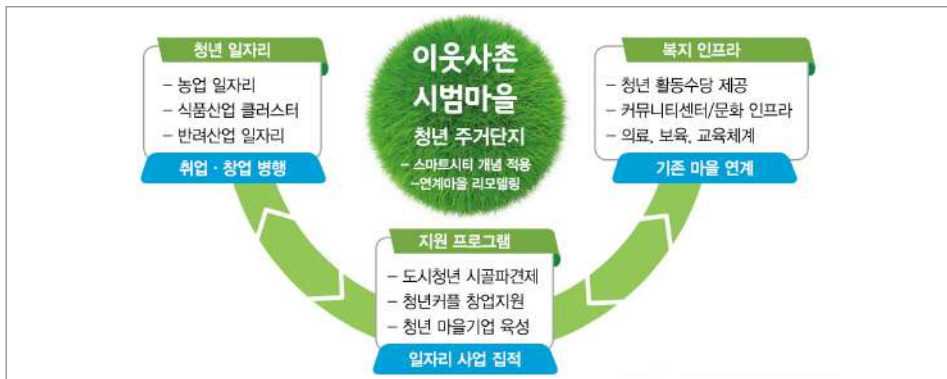 청년 일자리
– 농업 일자리
– 식품산업 클러스터
– 반려산업 일자리
취업 · 창업 병행
이웃사촌
시범마을
청년 주거단지
– 스마트시티 개념 적용
–연계마을 리모델링
복지 인프라
– 청년 활동수당 제공
– 커뮤니티센터/문화 인프라
– 의료, 보육, 교육체계
기존 마을 연계
지원 프로그램
– 도시청년 시골파견제
– 청년커플 창업지원
– 청년 마을기업 육성
일자리 사업 집적